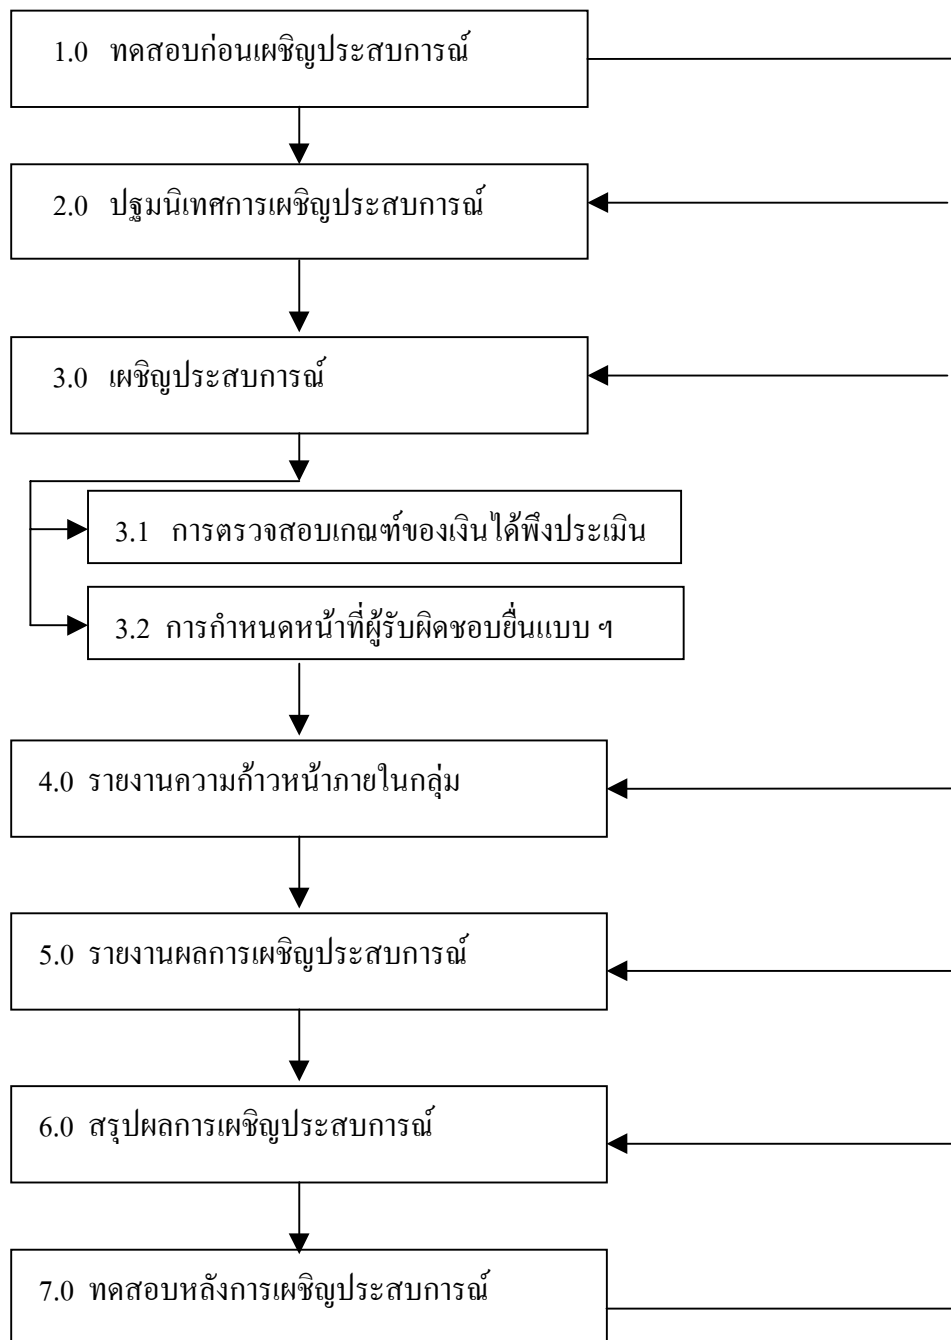 1.0 ทดสอบก่อนเผชิญประสบการณ์
2.0 ปฐมนิเทศการเผชิญประสบการณ์
3.0 เผชิญประสบการณ์
3.1 การตรวจสอบเกณฑ์ของเงินได้พึงประเมิน
3.2 การกำหนดหน้าที่ผู้รับผิดชอบยื่นแบบ ฯ
4.0 รายงานความก้าวหน้าภายในกลุ่ม
5.0 รายงานผลการเผชิญประสบการณ์
6.0 สรุปผลการเผชิญประสบการณ์
7.0 ทดสอบหลังการเผชิญประสบการณ์